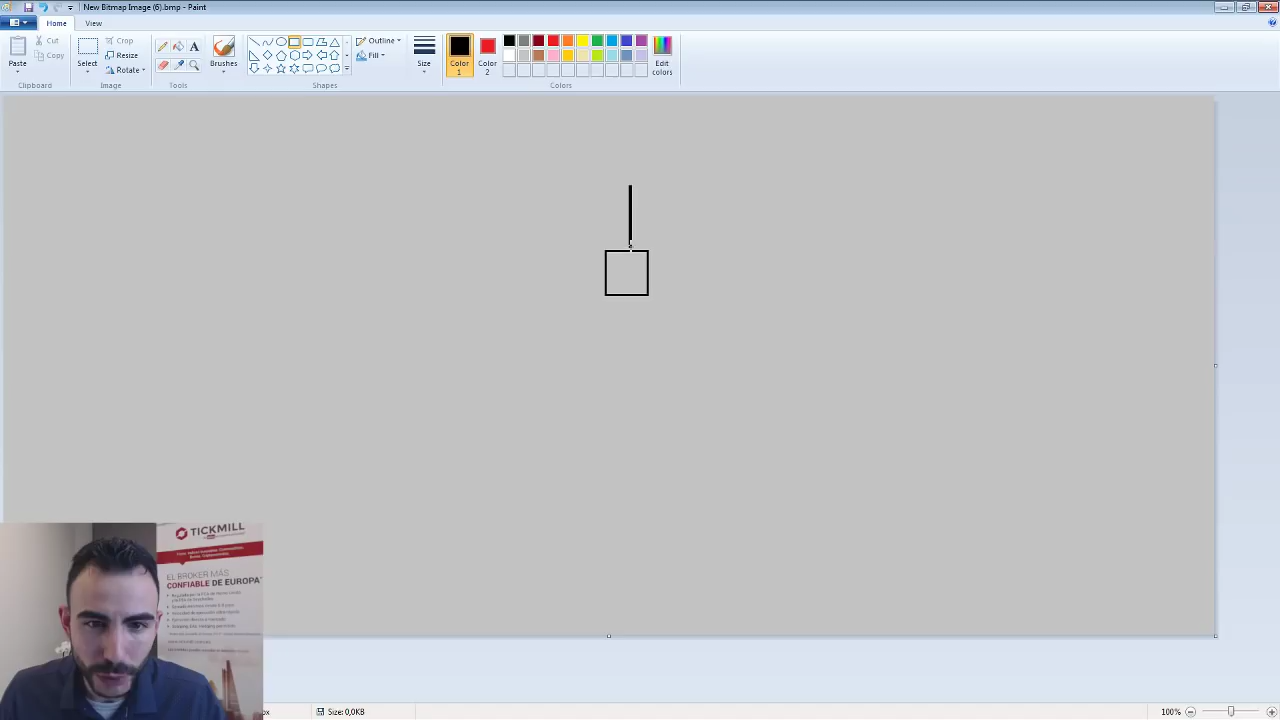 New Bitmap Image (6).bmp - Paint
Home
View
Paste
Cut
Copy
Clipboard
Select
Crop
Resize
Rotate
Image
A
Tools
Brushes
Outline
Fill
Shapes
Size
Color
1
Color
2
Edit
colors
Colors
TICKMILL
EL BROKER MÁS
CONFIABLE DE EUROPA
Size: 0,0KB
100%